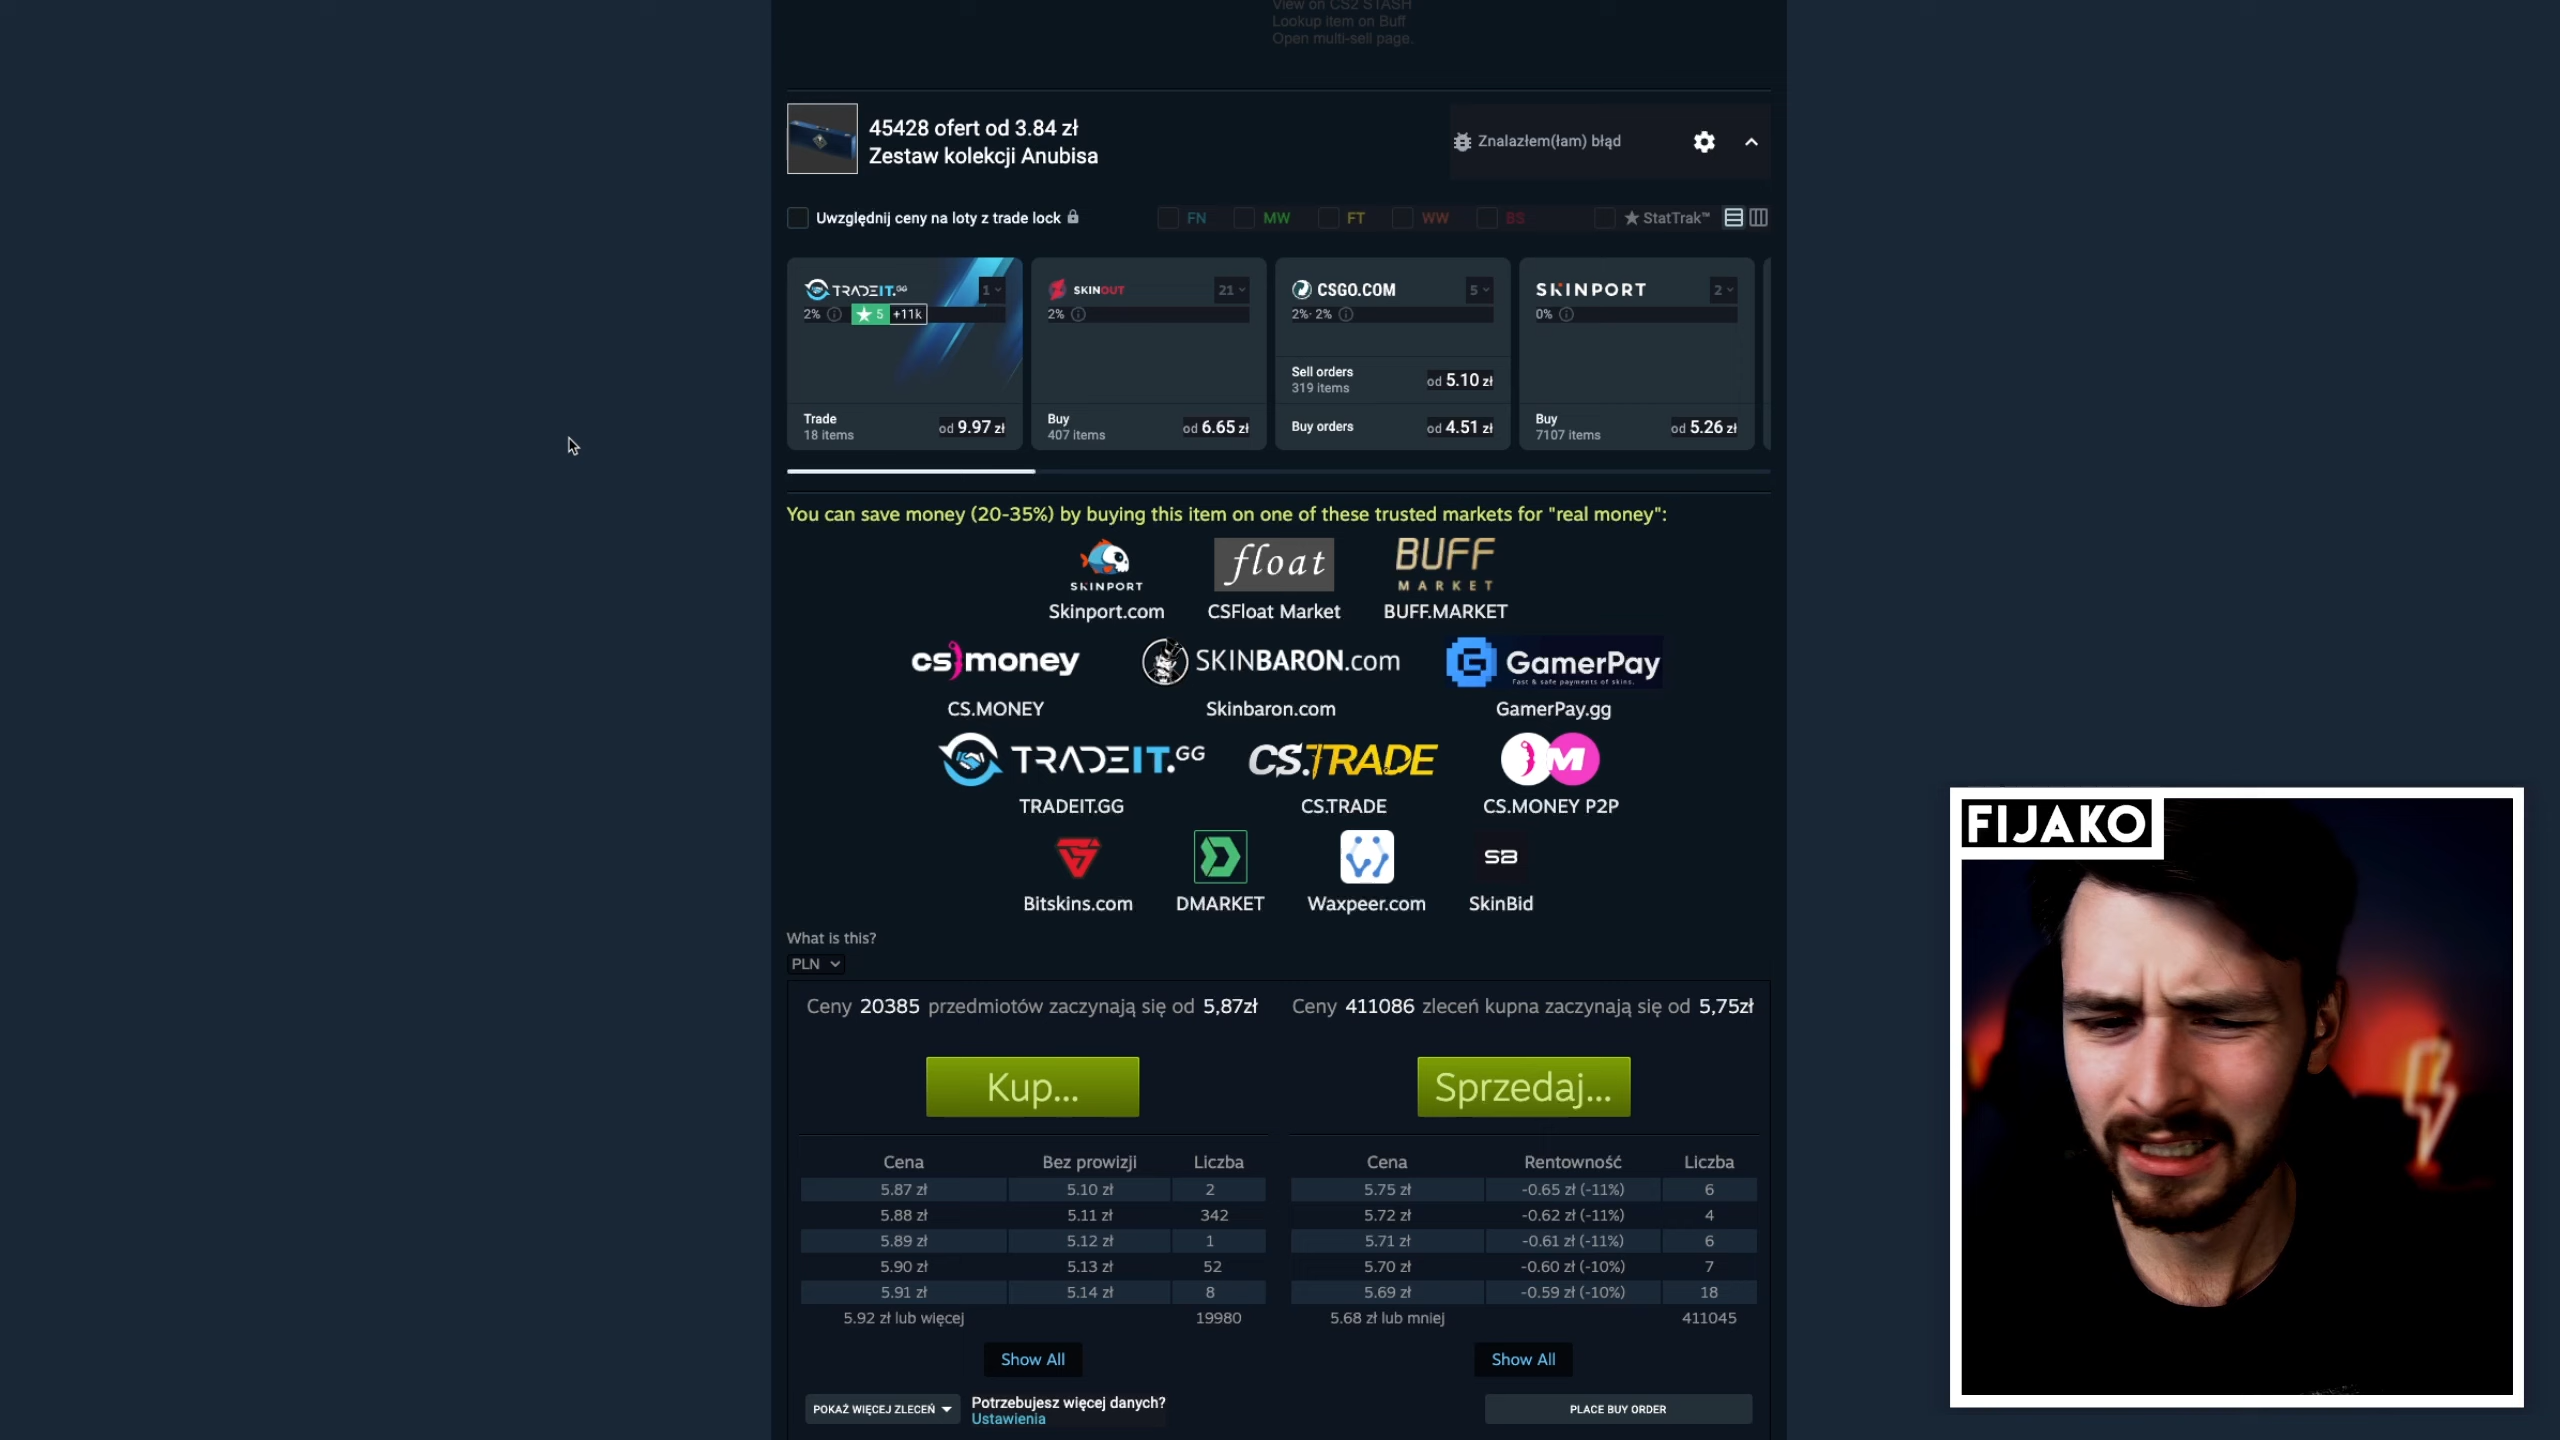 View on CS2 STASH
Lookup item on Buff
Open multi-sell page.
45428 ofert od 3.84 zł
Zestaw kolekcji Anubisa
Znalazłem(łam) błąd
Uwzględnij ceny na loty z trade lock
FN MW FT WW BS ★ StatTrak™
TRADEIT.GG 1
2% ★ 5 +11k
Trade
18 items
od 9.97 zł
SKINOUT 21
2%
Buy
407 items
od 6.65 zł
CSGO.COM 5
2%· 2%
Sell orders
319 items
od 5.10 zł
Buy orders od 4.51 zł
SKINPORT 2
0%
Buy
7107 items
od 5.26 zł
You can save money (20-35%) by buying this item on one of these trusted markets for "real money":
SKINPORT float BUFF MARKET
Skinport.com CSFloat Market BUFF.MARKET
cs money SKINBARON.com GamerPay
Fast & safe payments of skins.
CS.MONEY Skinbaron.com GamerPay.gg
TRADEIT.GG CS.TRADE M
TRADEIT.GG CS.TRADE CS.MONEY P2P
SB
Bitskins.com DMARKET Waxpeer.com SkinBid
What is this?
PLN
Ceny 20385 przedmiotów zaczynają się od 5,87zł
Kup...
Cena Bez prowizji Liczba
5.87 zł 5.10 zł 2
5.88 zł 5.11 zł 342
5.89 zł 5.12 zł 1
5.90 zł 5.13 zł 52
5.91 zł 5.14 zł 8
5.92 zł lub więcej 19980
Show All
Ceny 411086 zleceń kupna zaczynają się od 5,75zł
Sprzedaj...
Cena Rentowność Liczba
5.75 zł -0.65 zł (-11%) 6
5.72 zł -0.62 zł (-11%) 4
5.71 zł -0.61 zł (-11%) 6
5.70 zł -0.60 zł (-10%) 7
5.69 zł -0.59 zł (-10%) 18
5.68 zł lub mniej 411045
Show All
POKAŻ WIĘCEJ ZLECEŃ
Potrzebujesz więcej danych?
Ustawienia
PLACE BUY ORDER
FIJAKO